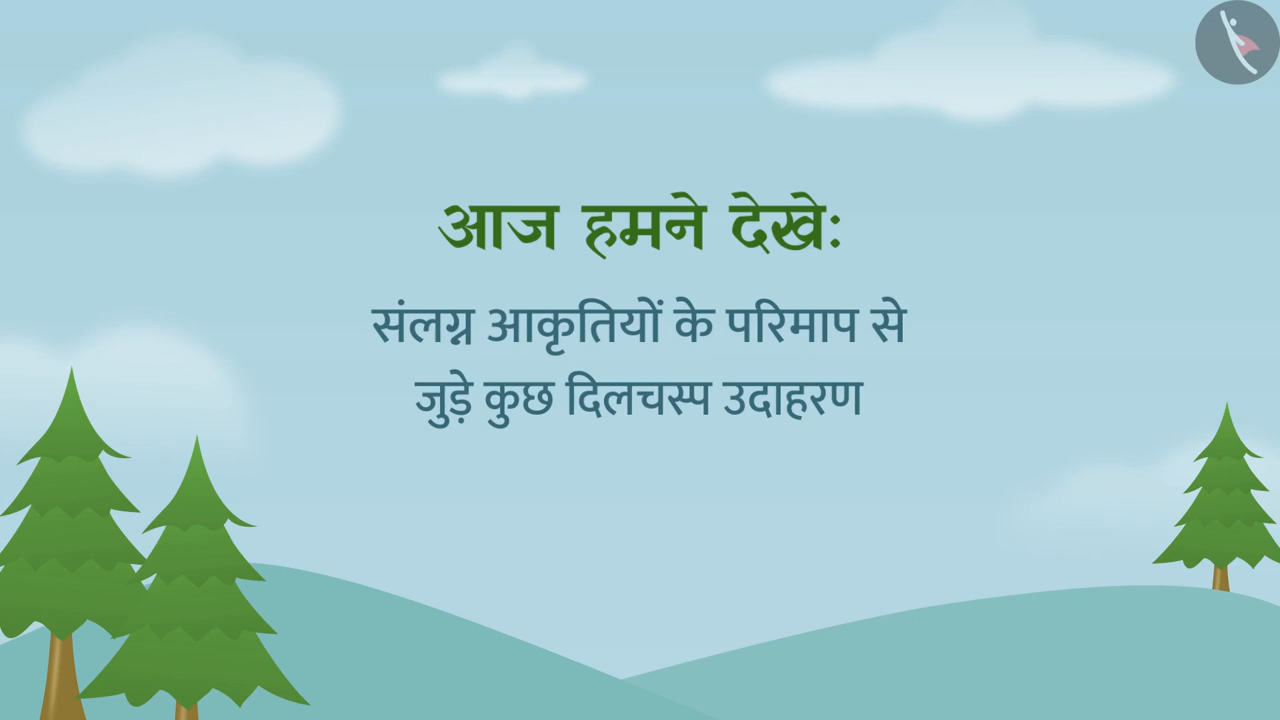 आज हमने देखे:
संलग्न आकृतियों के परिमाप से
जुड़े कुछ दिलचस्प उदाहरण